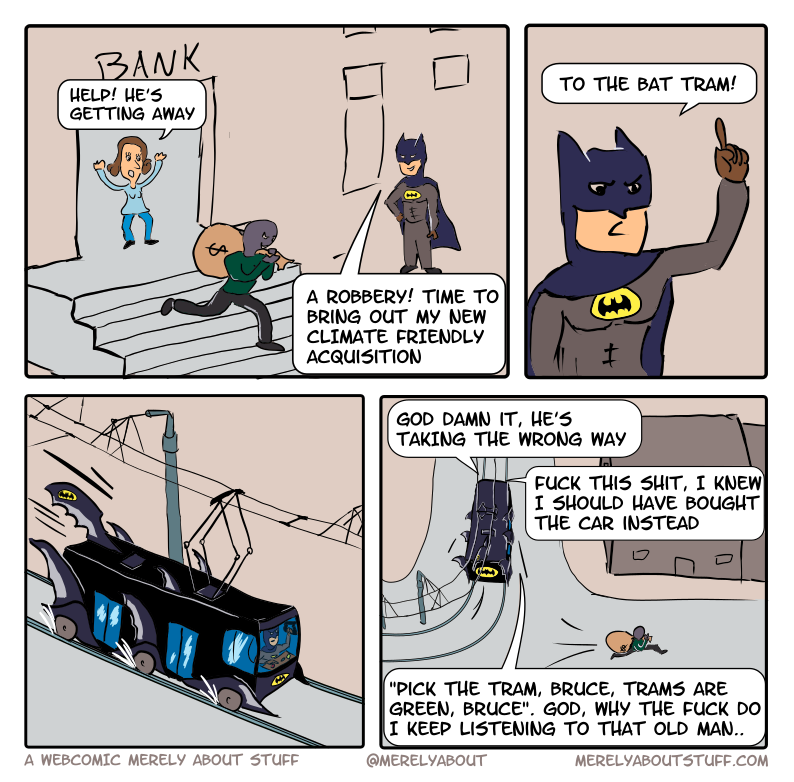 BANK
HELP! HE'S
GETTING AWAY
$
A ROBBERY! TIME TO
BRING OUT MY NEW
CLIMATE FRIENDLY
ACQUISITION
TO THE BAT TRAM!
GOD DAMN IT, HE'S
TAKING THE WRONG WAY
FUCK THIS SHIT, I KNEW
I SHOULD HAVE BOUGHT
THE CAR INSTEAD
"PICK THE TRAM, BRUCE, TRAMS ARE
GREEN, BRUCE". GOD, WHY THE FUCK DO
I KEEP LISTENING TO THAT OLD MAN..
A WEBCOMIC MERELY ABOUT STUFF
@MERELYABOUT
MERELYABOUTSTUFF.COM